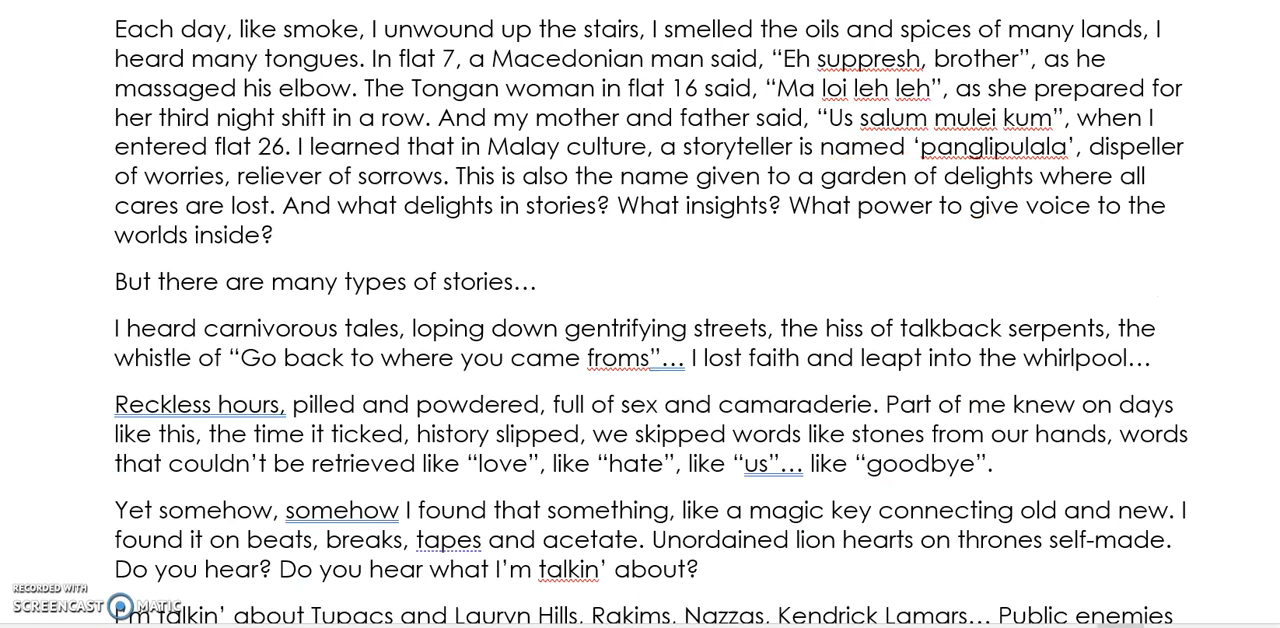 Each day, like smoke, I unwound up the stairs, I smelled the oils and spices of many lands, I
heard many tongues. In flat 7, a Macedonian man said, “Eh suppresh, brother”, as he
massaged his elbow. The Tongan woman in flat 16 said, “Ma loi leh leh”, as she prepared for
her third night shift in a row. And my mother and father said, “Us salum mulei kum”, when I
entered flat 26. I learned that in Malay culture, a storyteller is named ‘panglipulala’, dispeller
of worries, reliever of sorrows. This is also the name given to a garden of delights where all
cares are lost. And what delights in stories? What insights? What power to give voice to the
worlds inside?
But there are many types of stories…
I heard carnivorous tales, loping down gentrifying streets, the hiss of talkback serpents, the
whistle of “Go back to where you came froms”… I lost faith and leapt into the whirlpool…
Reckless hours, pilled and powdered, full of sex and camaraderie. Part of me knew on days
like this, the time it ticked, history slipped, we skipped words like stones from our hands, words
that couldn’t be retrieved like “love”, like “hate”, like “us”… like “goodbye”.
Yet somehow, somehow I found that something, like a magic key connecting old and new. I
found it on beats, breaks, tapes and acetate. Unordained lion hearts on thrones self-made.
Do you hear? Do you hear what I’m talkin’ about?
RECORDED WITH
SCREENCAST MATIC
I’m talkin’ about Tupacs and Lauryn Hills, Rakims, Nazzas, Kendrick Lamars… Public enemies